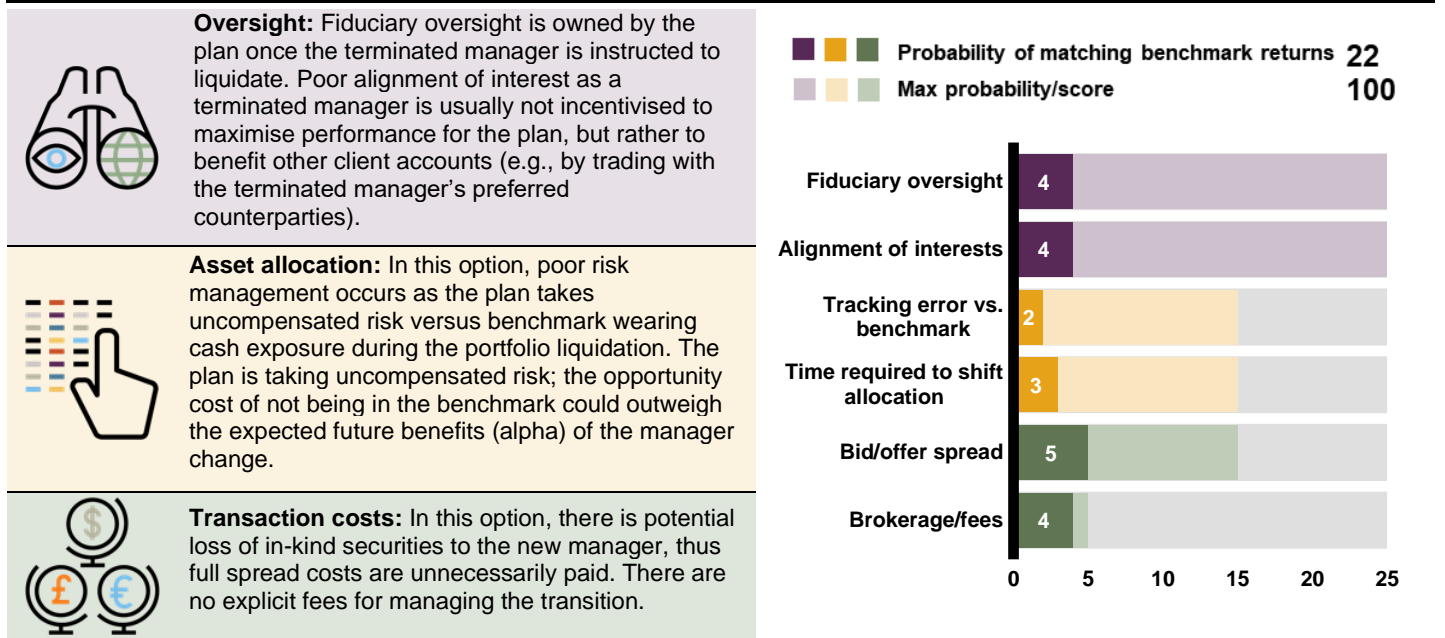 Oversight: Fiduciary oversight is owned by the
plan once the terminated manager is instructed to
liquidate. Poor alignment of interest as a
terminated manager is usually not incentivised to
maximise performance for the plan, but rather to
benefit other client accounts (e.g., by trading with
the terminated manager's preferred
counterparties).
Asset allocation: In this option, poor risk
management occurs as the plan takes
uncompensated risk versus benchmark wearing
cash exposure during the portfolio liquidation. The
plan is taking uncompensated risk; the opportunity
cost of not being in the benchmark could outweigh
the expected future benefits (alpha) of the manager
change.
$
£ €
Transaction costs: In this option, there is potential
loss of in-kind securities to the new manager, thus
full spread costs are unnecessarily paid. There are
no explicit fees for managing the transition.
Probability of matching benchmark returns 22
Max probability/score 100
Fiduciary oversight 4
Alignment of interests 4
Tracking error vs.
benchmark 2
Time required to shift
allocation 3
Bid/offer spread 5
Brokerage/fees 4
0 5 10 15 20 25